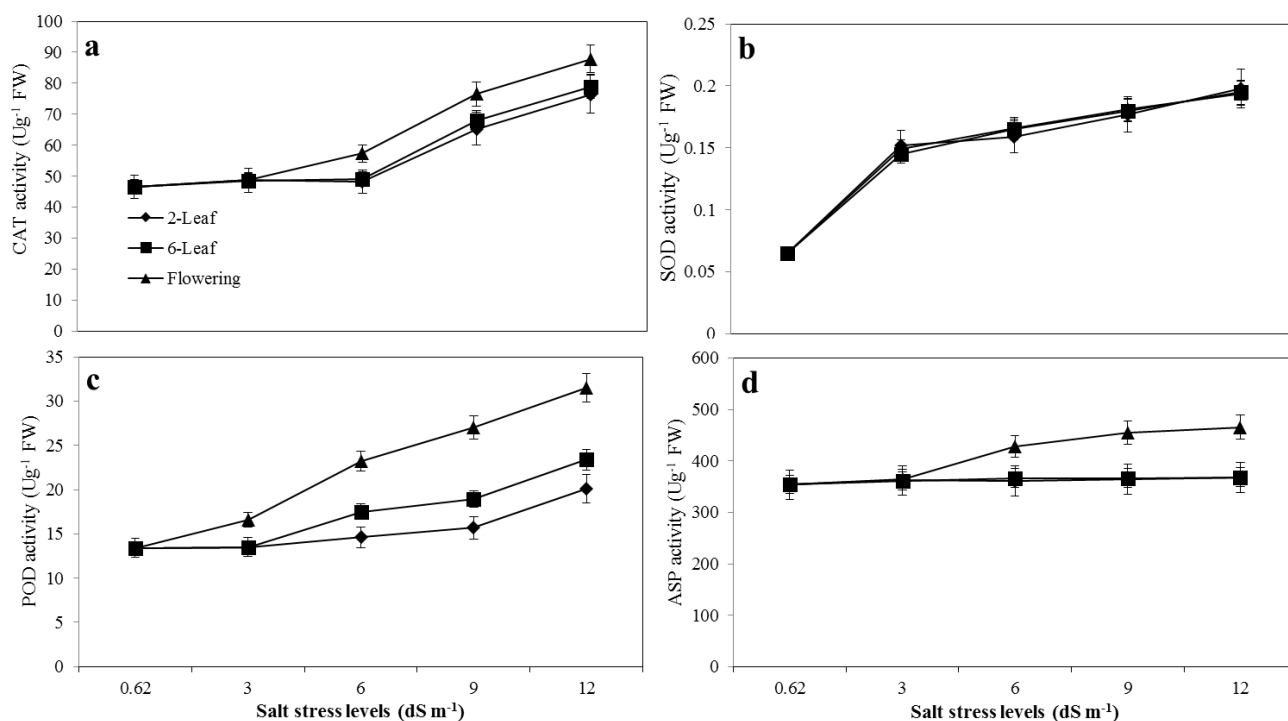 a
CAT activity (Ug⁻¹ FW)
100
90
80
70
60
50
40
30
20
10
0
2-Leaf
6-Leaf
Flowering
b
SOD activity (Ug⁻¹ FW)
0.25
0.2
0.15
0.1
0.05
0
c
POD activity (Ug⁻¹ FW)
35
30
25
20
15
10
5
0
0.62 3 6 9 12
Salt stress levels (dS m⁻¹)
d
ASP activity (Ug⁻¹ FW)
600
500
400
300
200
100
0
0.62 3 6 9 12
Salt stress levels (dS m⁻¹)